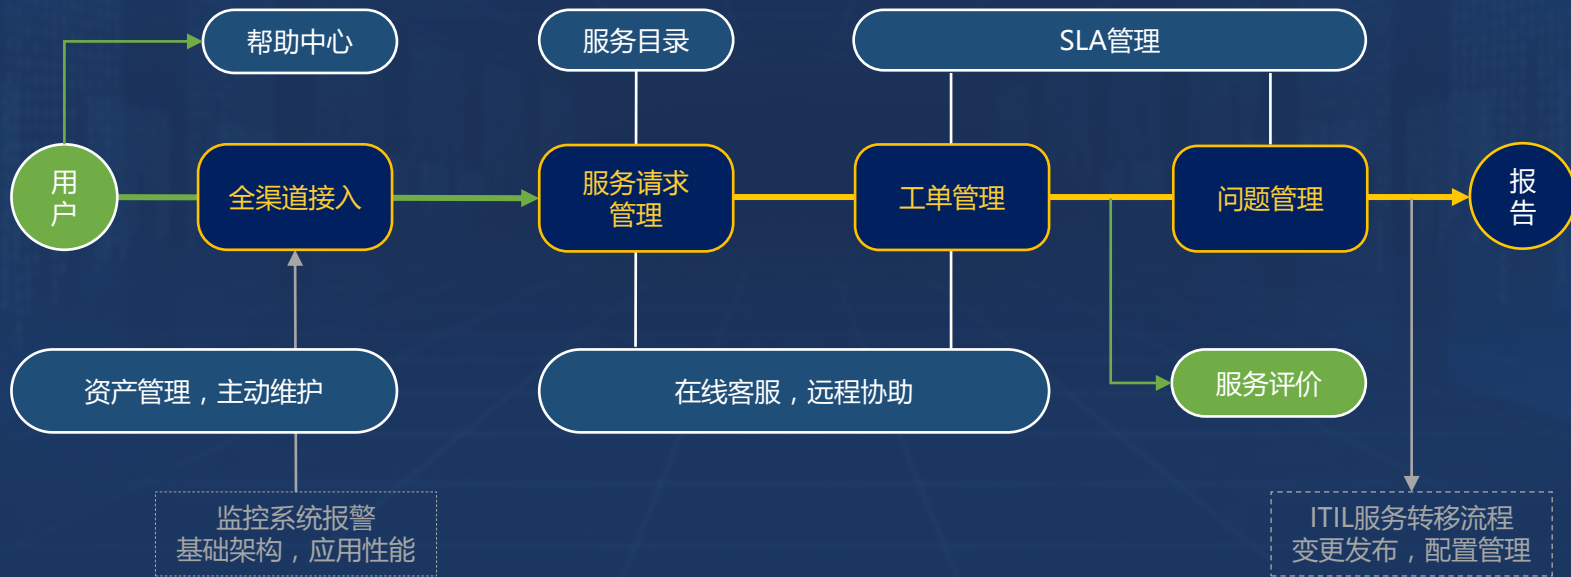 帮助中心
服务目录
SLA管理
用
户
全渠道接入
服务请求
管理
工单管理
问题管理
报
告
资产管理，主动维护
在线客服，远程协助
服务评价
监控系统报警
基础架构，应用性能
ITIL服务转移流程
变更发布，配置管理